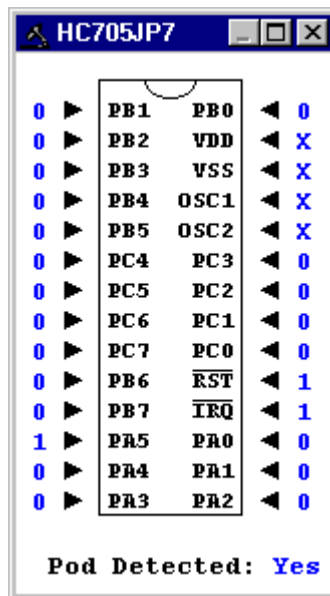 HC705JP7
0 PB1 PB0 0
0 PB2 VDD X
0 PB3 VSS X
0 PB4 OSC1 X
0 PB5 OSC2 X
0 PC4 PC3 0
0 PC5 PC2 0
0 PC6 PC1 0
0 PC7 PC0 0
0 PB6 RST 1
0 PB7 IRQ 1
1 PA5 PA0 0
0 PA4 PA1 0
0 PA3 PA2 0
Pod Detected: Yes